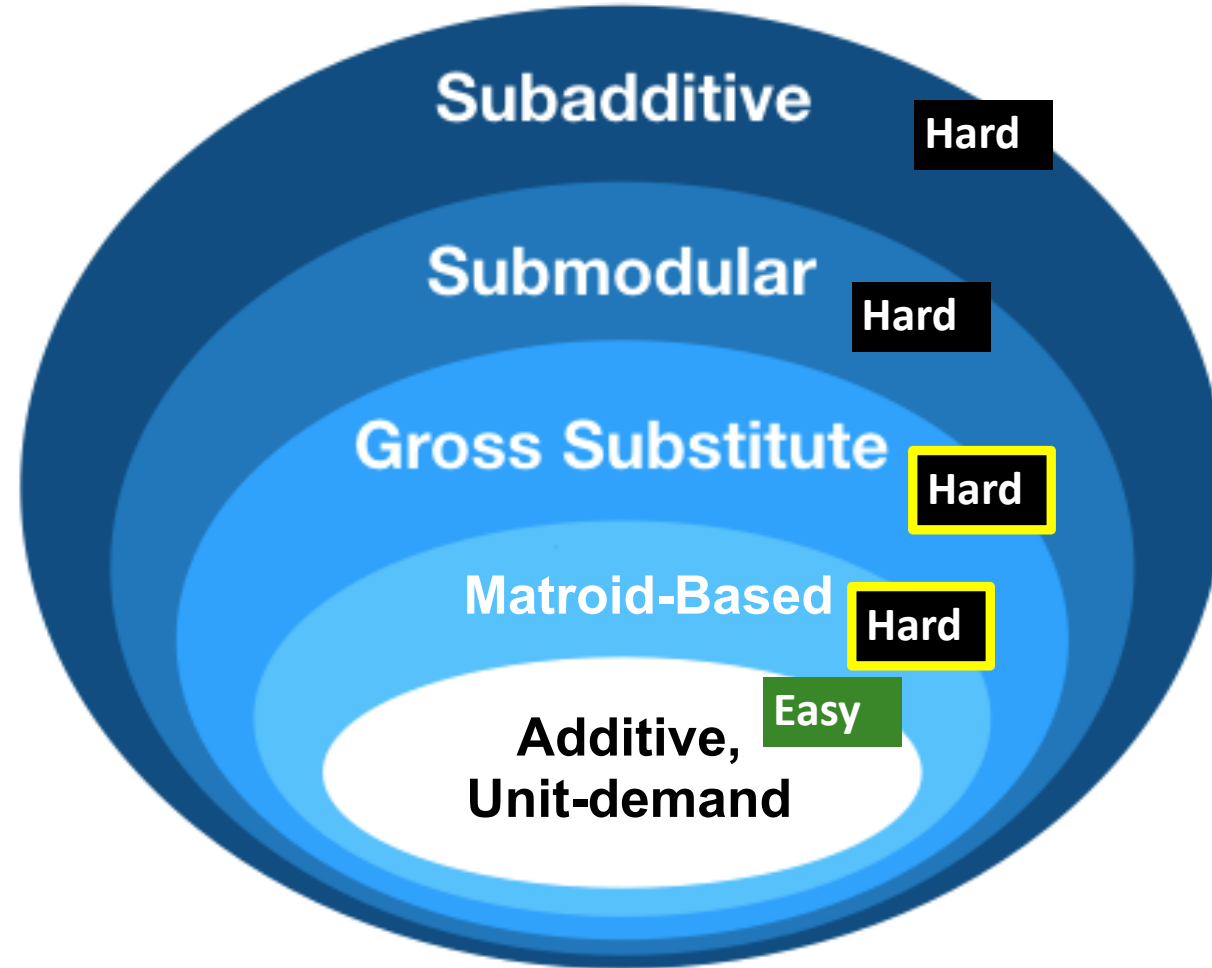 Subadditive
Hard
Submodular
Hard
Gross Substitute
Hard
Matroid-Based
Hard
Easy
Additive,
Unit-demand